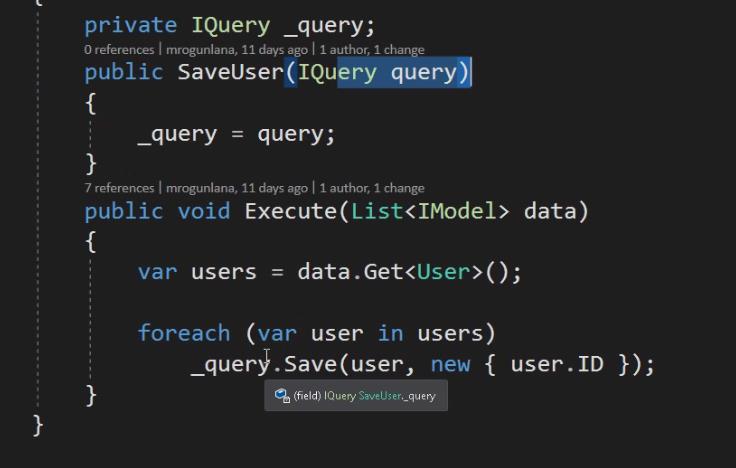 {
private IQuery _query;
0 references | mrogunlana, 11 days ago | 1 author, 1 change
public SaveUser(IQuery query)
{
_query = query;
}
7 references | mrogunlana, 11 days ago | 1 author, 1 change
public void Execute(List<IModel> data)
{
var users = data.Get<User>();
foreach (var user in users)
_query.Save(user, new { user.ID });
(field) IQuery SaveUser._query
}
}